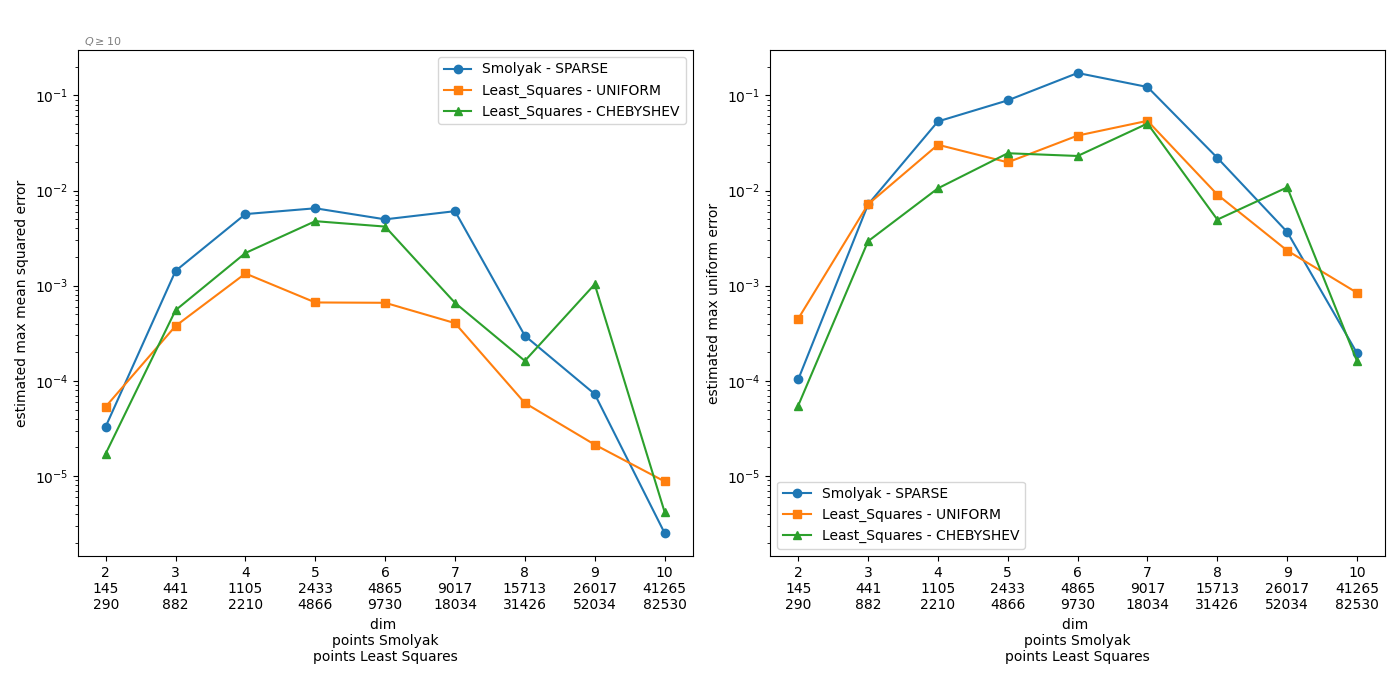 Q ≥ 10
estimated max mean squared error
10⁻¹
10⁻²
10⁻³
10⁻⁴
10⁻⁵
Smolyak - SPARSE
Least_Squares - UNIFORM
Least_Squares - CHEBYSHEV
2 3 4 5 6 7 8 9 10
145 441 1105 2433 4865 9017 15713 26017 41265
290 882 2210 4866 9730 18034 31426 52034 82530
dim
points Smolyak
points Least Squares
estimated max uniform error
10⁻¹
10⁻²
10⁻³
10⁻⁴
10⁻⁵
Smolyak - SPARSE
Least_Squares - UNIFORM
Least_Squares - CHEBYSHEV
2 3 4 5 6 7 8 9 10
145 441 1105 2433 4865 9017 15713 26017 41265
290 882 2210 4866 9730 18034 31426 52034 82530
dim
points Smolyak
points Least Squares